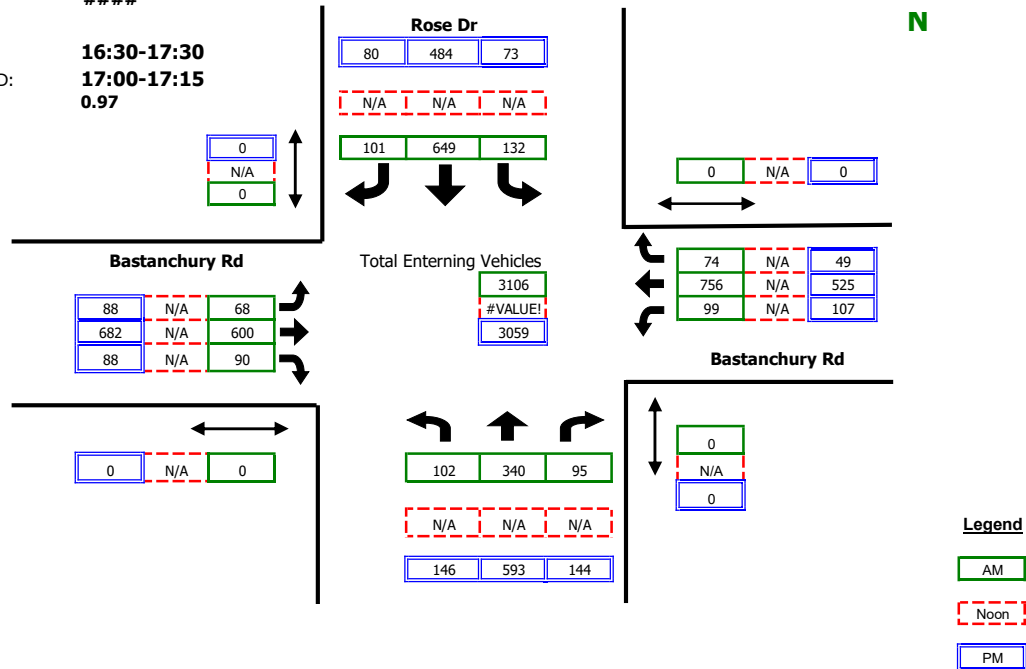 ####
Rose Dr
N
16:30-17:30
80 484 73
D:
17:00-17:15
0.97
N/A N/A N/A
0
101 649 132
N/A
0 N/A 0
0
Bastanchury Rd
Total Enterning Vehicles
74 N/A 49
3106
756 N/A 525
88 N/A 68
#VALUE!
99 N/A 107
682 N/A 600
3059
88 N/A 90
Bastanchury Rd
0
0 N/A 0
102 340 95
N/A
0
N/A N/A N/A
Legend
146 593 144
AM
Noon
PM